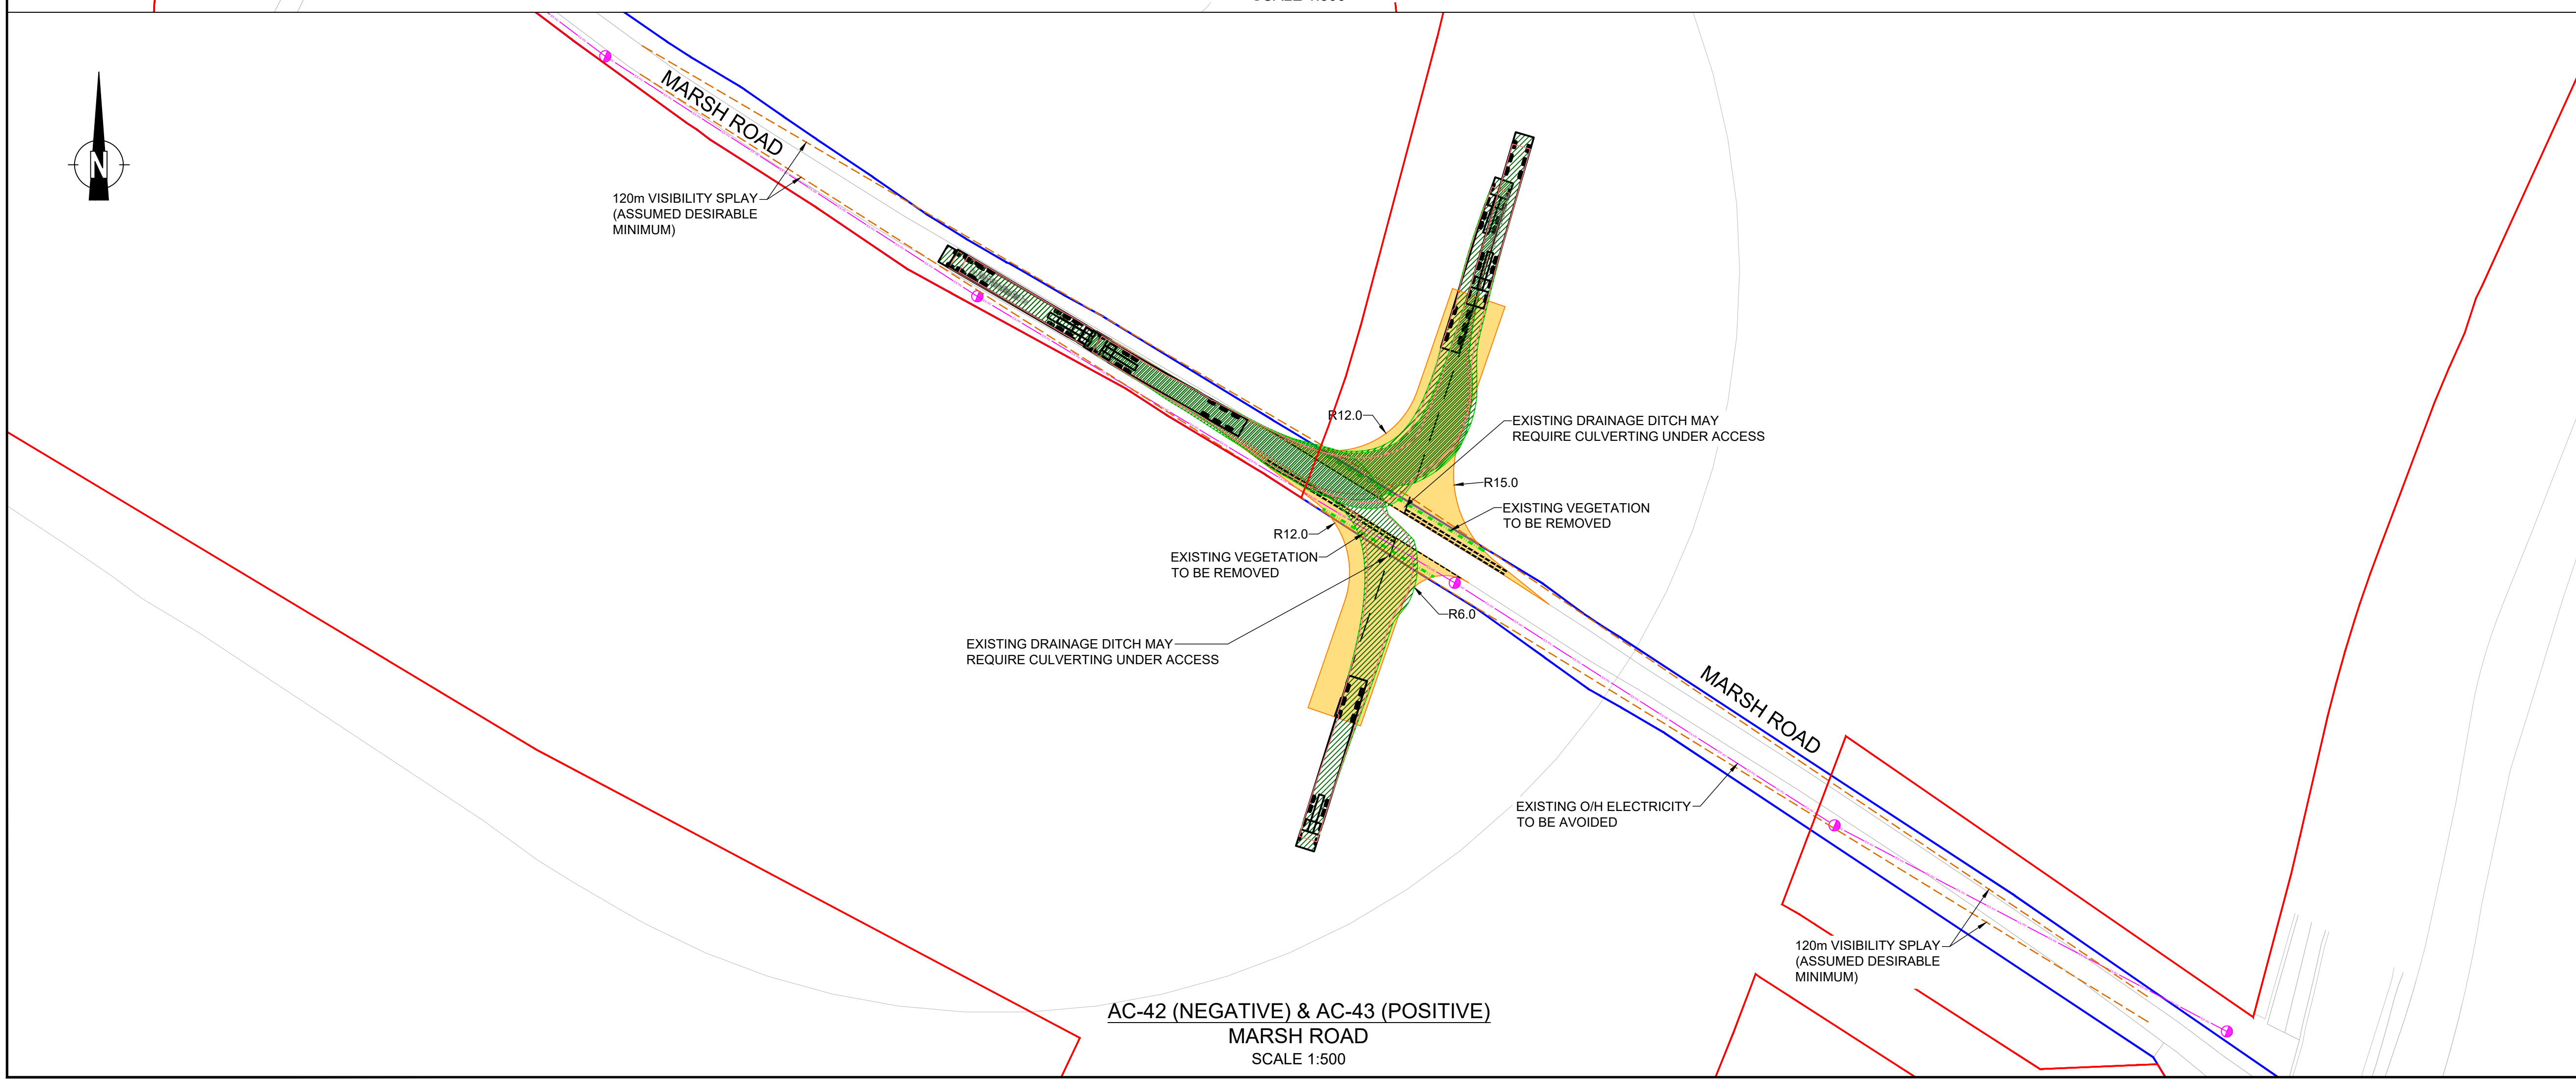 N
MARSH ROAD
120m VISIBILITY SPLAY
(ASSUMED DESIRABLE
MINIMUM)
R12.0
EXISTING DRAINAGE DITCH MAY
REQUIRE CULVERTING UNDER ACCESS
R15.0
EXISTING VEGETATION
TO BE REMOVED
R12.0
EXISTING VEGETATION
TO BE REMOVED
R6.0
EXISTING DRAINAGE DITCH MAY
REQUIRE CULVERTING UNDER ACCESS
MARSH ROAD
EXISTING O/H ELECTRICITY
TO BE AVOIDED
120m VISIBILITY SPLAY
(ASSUMED DESIRABLE
MINIMUM)
AC-42 (NEGATIVE) & AC-43 (POSITIVE)
MARSH ROAD
SCALE 1:500